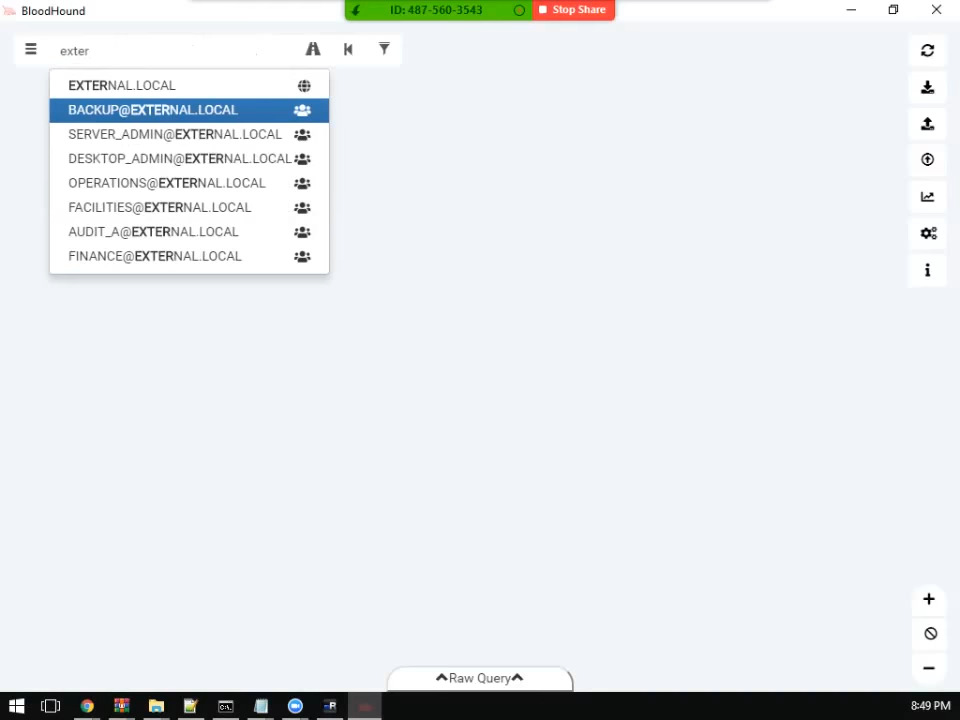 BloodHound
ID: 487-560-3543
Stop Share
exter
EXTERNAL.LOCAL
BACKUP@EXTERNAL.LOCAL
SERVER_ADMIN@EXTERNAL.LOCAL
DESKTOP_ADMIN@EXTERNAL.LOCAL
OPERATIONS@EXTERNAL.LOCAL
FACILITIES@EXTERNAL.LOCAL
AUDIT_A@EXTERNAL.LOCAL
FINANCE@EXTERNAL.LOCAL
Raw Query
8:49 PM